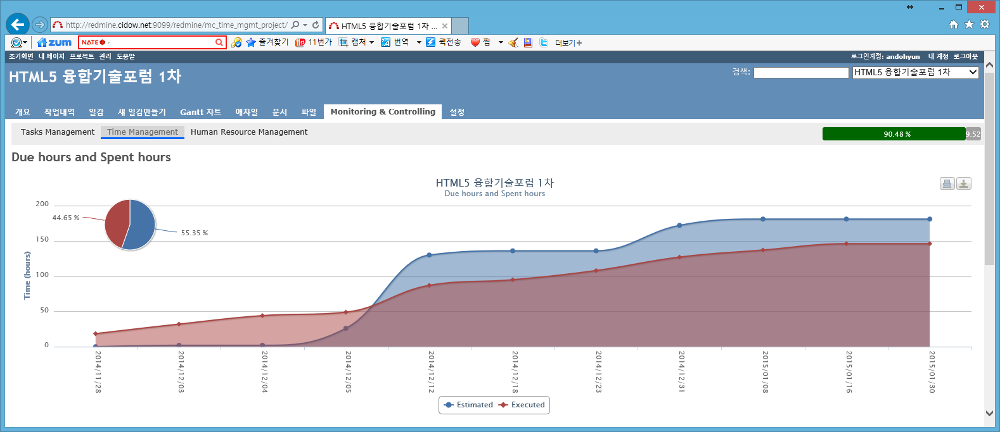 http://redmine.cidow.net:9099/redmine/mc_time_mgmt_project/
HTML5 융합기술포럼 1차 ...
zum NATE 즐겨찾기 11번가 캡처 번역 퀵전송 찜 더보기+
초기화면 내 페이지 프로젝트 관리 도움말
로그인계정: andohyun 내 계정 로그아웃
HTML5 융합기술포럼 1차
검색: HTML5 융합기술포럼 1차
개요 작업내역 일감 새 일감만들기 Gantt 챠트 애자일 문서 파일 Monitoring & Controlling 설정
Tasks Management Time Management Human Resource Management
90.48 % 9.52
Due hours and Spent hours
HTML5 융합기술포럼 1차
Due hours and Spent hours
200
150
100
50
0
Time (hours)
44.65 %
55.35 %
2014/11/28
2014/12/03
2014/12/04
2014/12/05
2014/12/12
2014/12/18
2014/12/23
2014/12/31
2015/01/08
2015/01/16
2015/01/30
Estimated Executed